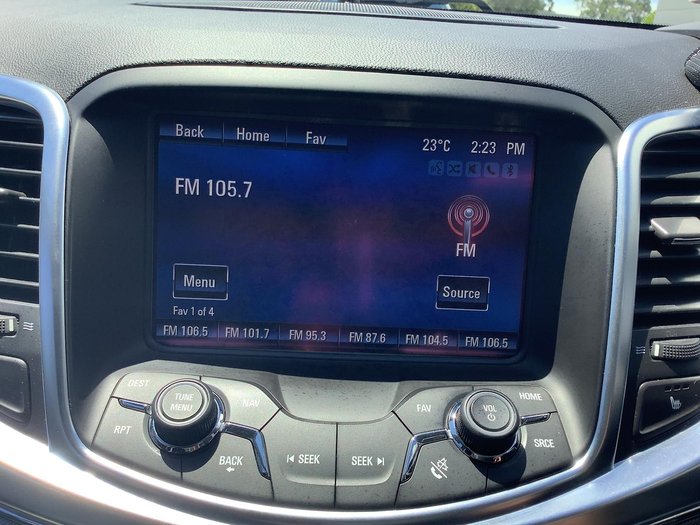 Back Home Fav
23°C 2:23 PM
FM 105.7
FM
Menu
Source
Fav 1 of 4
FM 106.5 FM 101.7 FM 95.3 FM 87.6 FM 104.5 FM 106.5
DEST
TUNE
MENU
NAV
RPT
BACK
SEEK
SEEK
FAV
VOL
HOME
SRCE